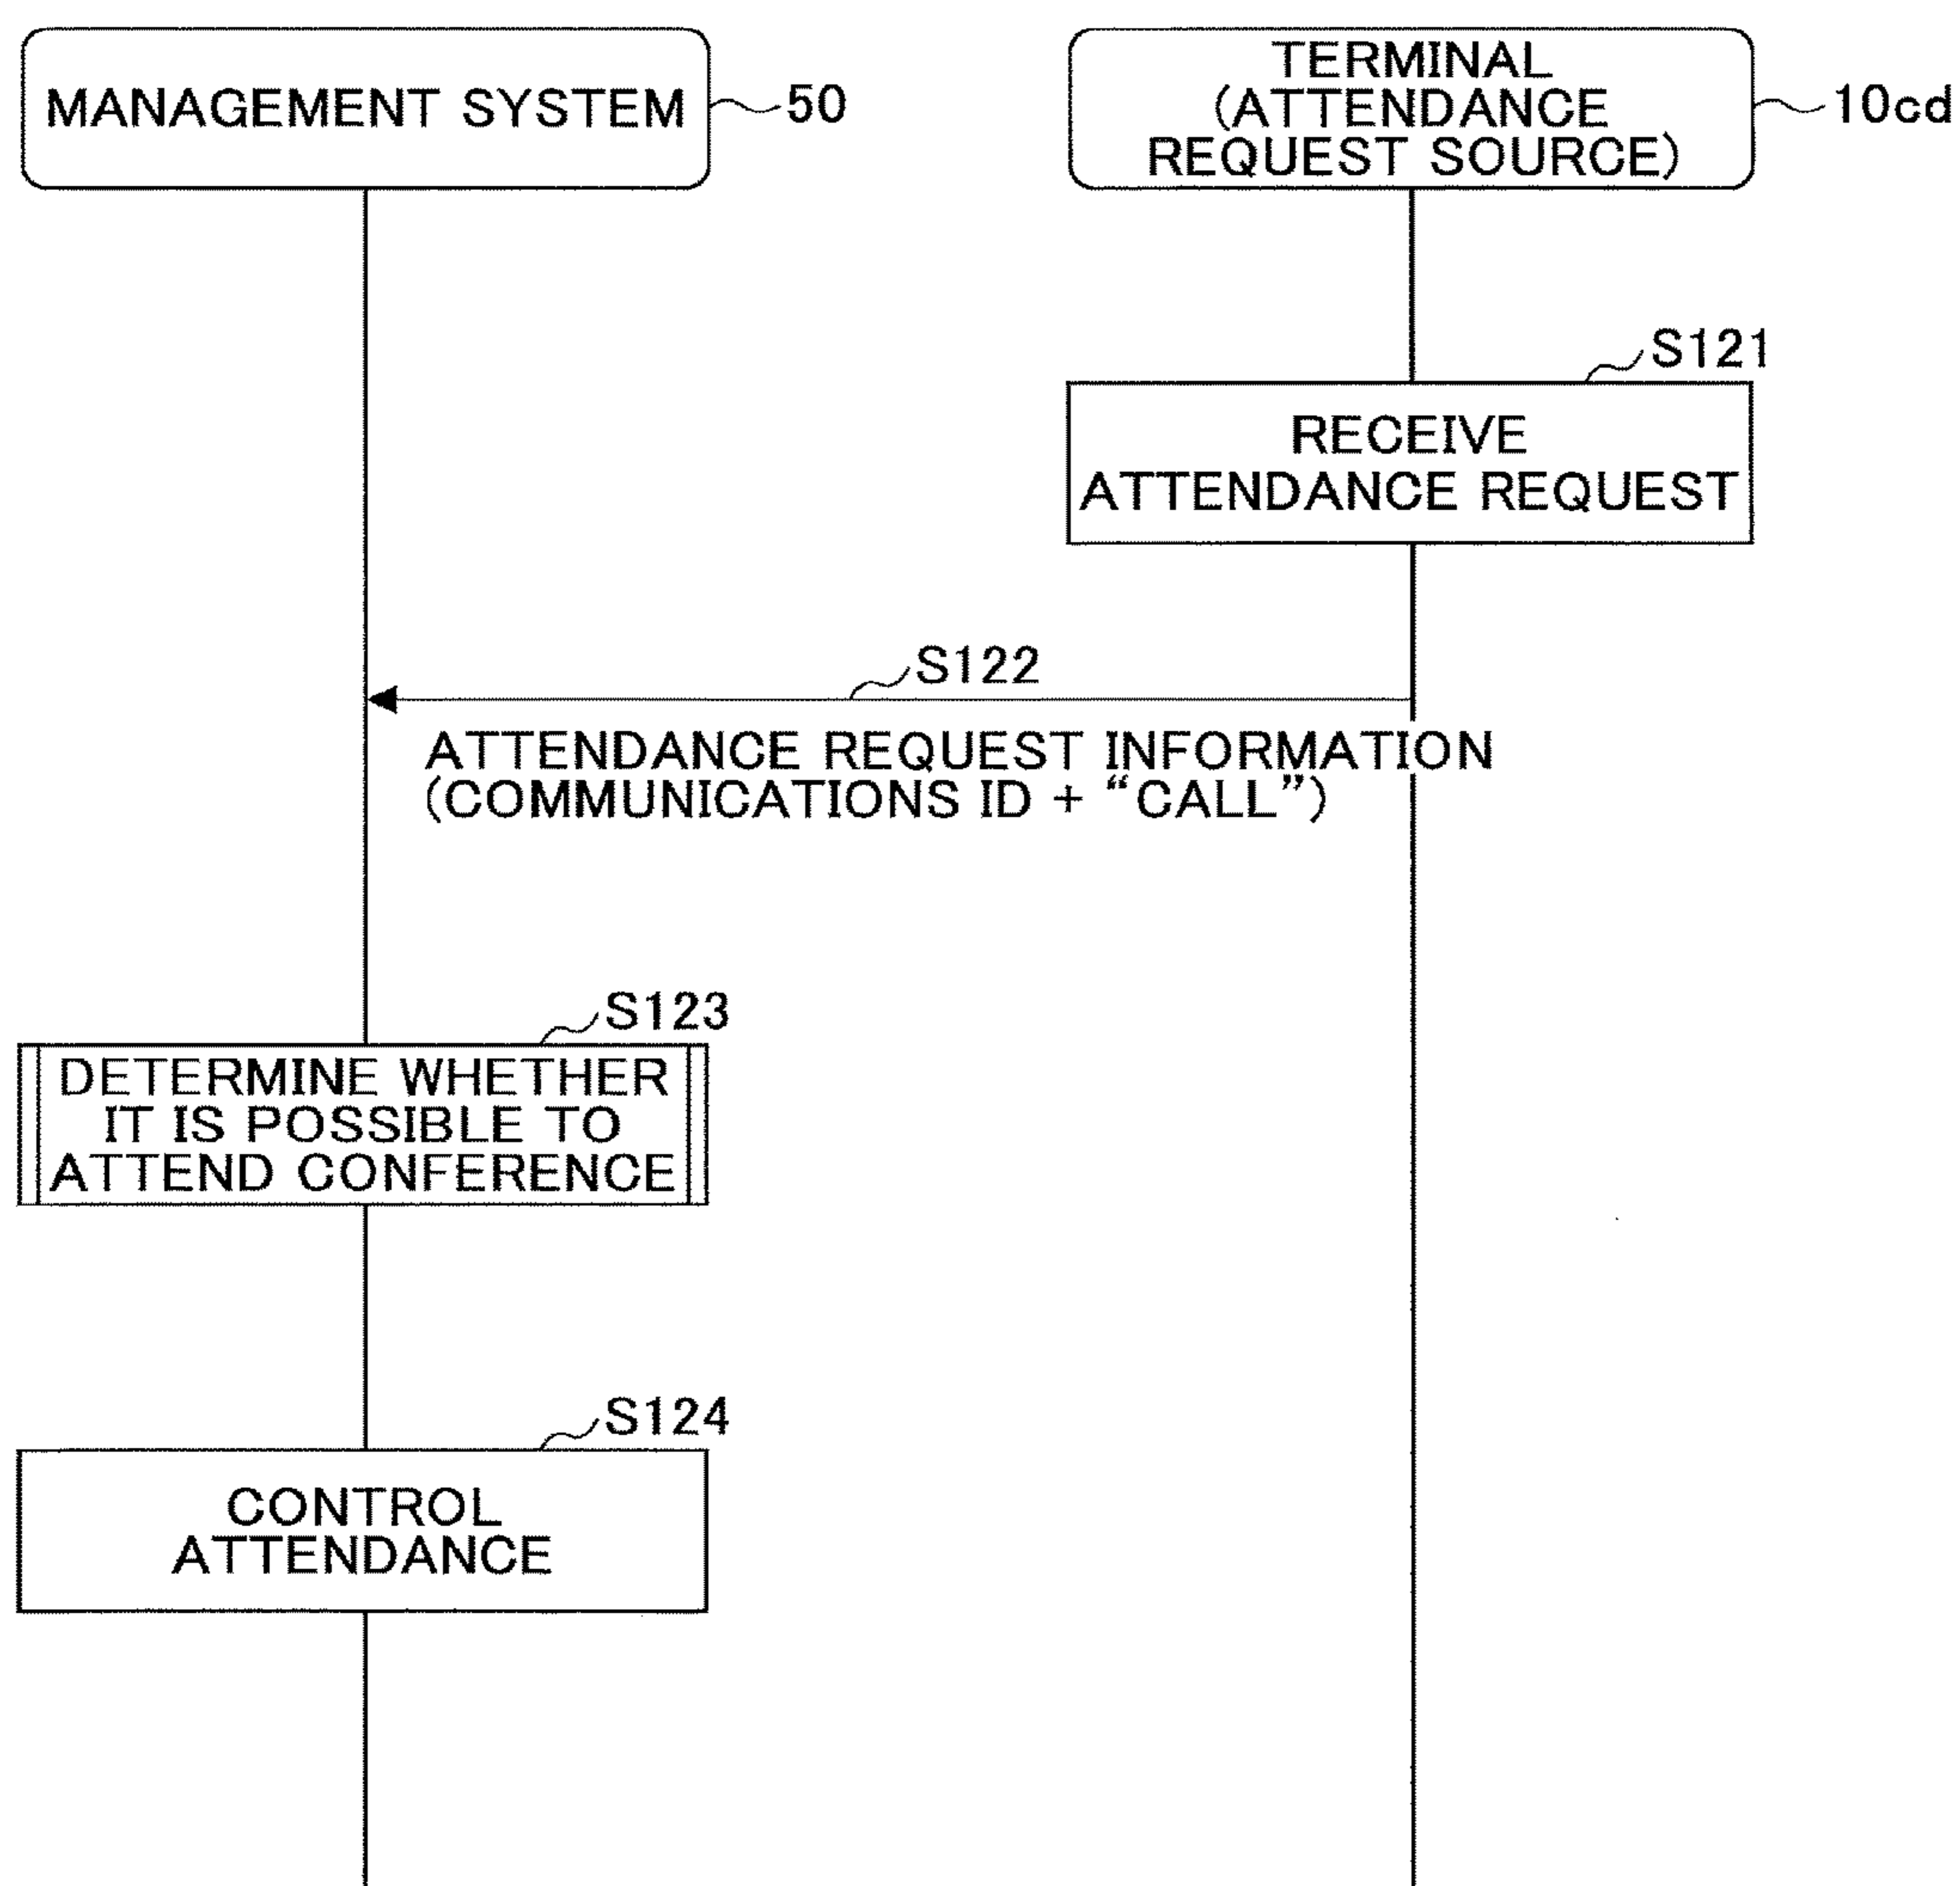 MANAGEMENT SYSTEM
50
TERMINAL
(ATTENDANCE
REQUEST SOURCE)
10cd
S121
RECEIVE
ATTENDANCE REQUEST
S122
ATTENDANCE REQUEST INFORMATION
(COMMUNICATIONS ID + “CALL”)
S123
DETERMINE WHETHER
IT IS POSSIBLE TO
ATTEND CONFERENCE
S124
CONTROL
ATTENDANCE